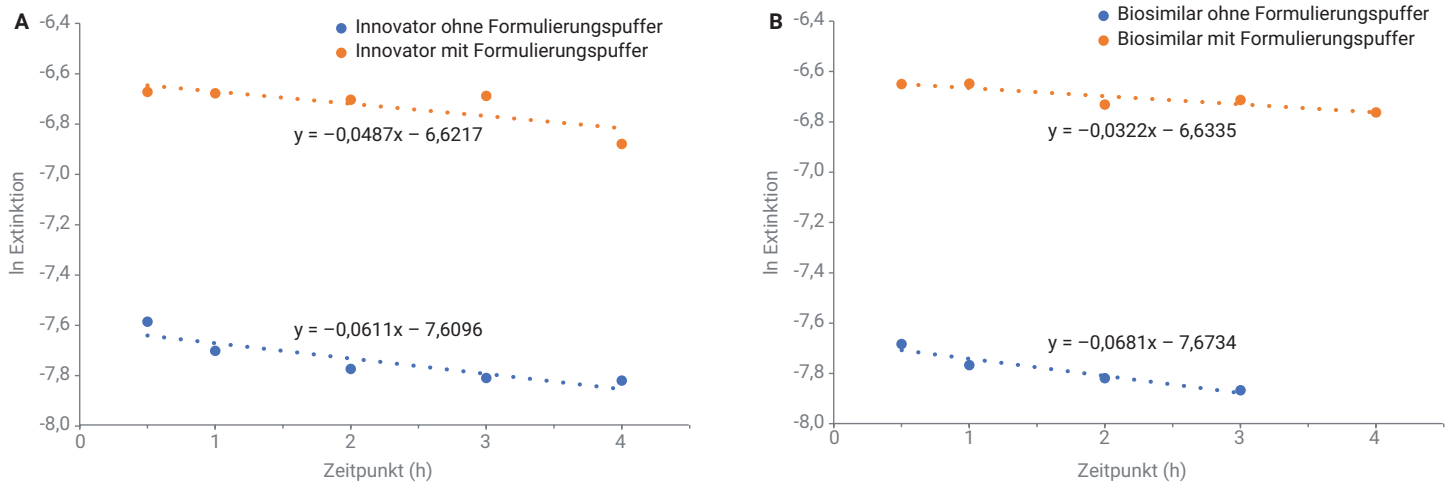 A
Innovator ohne Formulierungspuffer
Innovator mit Formulierungspuffer
-6,4
-6,6
-6,8
-7,0
-7,2
-7,4
-7,6
-7,8
-8,0
ln Extinktion
y = −0,0487x − 6,6217
y = −0,0611x − 7,6096
0
1
2
3
4
Zeitpunkt (h)
B
Biosimilar ohne Formulierungspuffer
Biosimilar mit Formulierungspuffer
-6,4
-6,6
-6,8
-7,0
-7,2
-7,4
-7,6
-7,8
-8,0
ln Extinktion
y = −0,0322x − 6,6335
y = −0,0681x − 7,6734
0
1
2
3
4
Zeitpunkt (h)